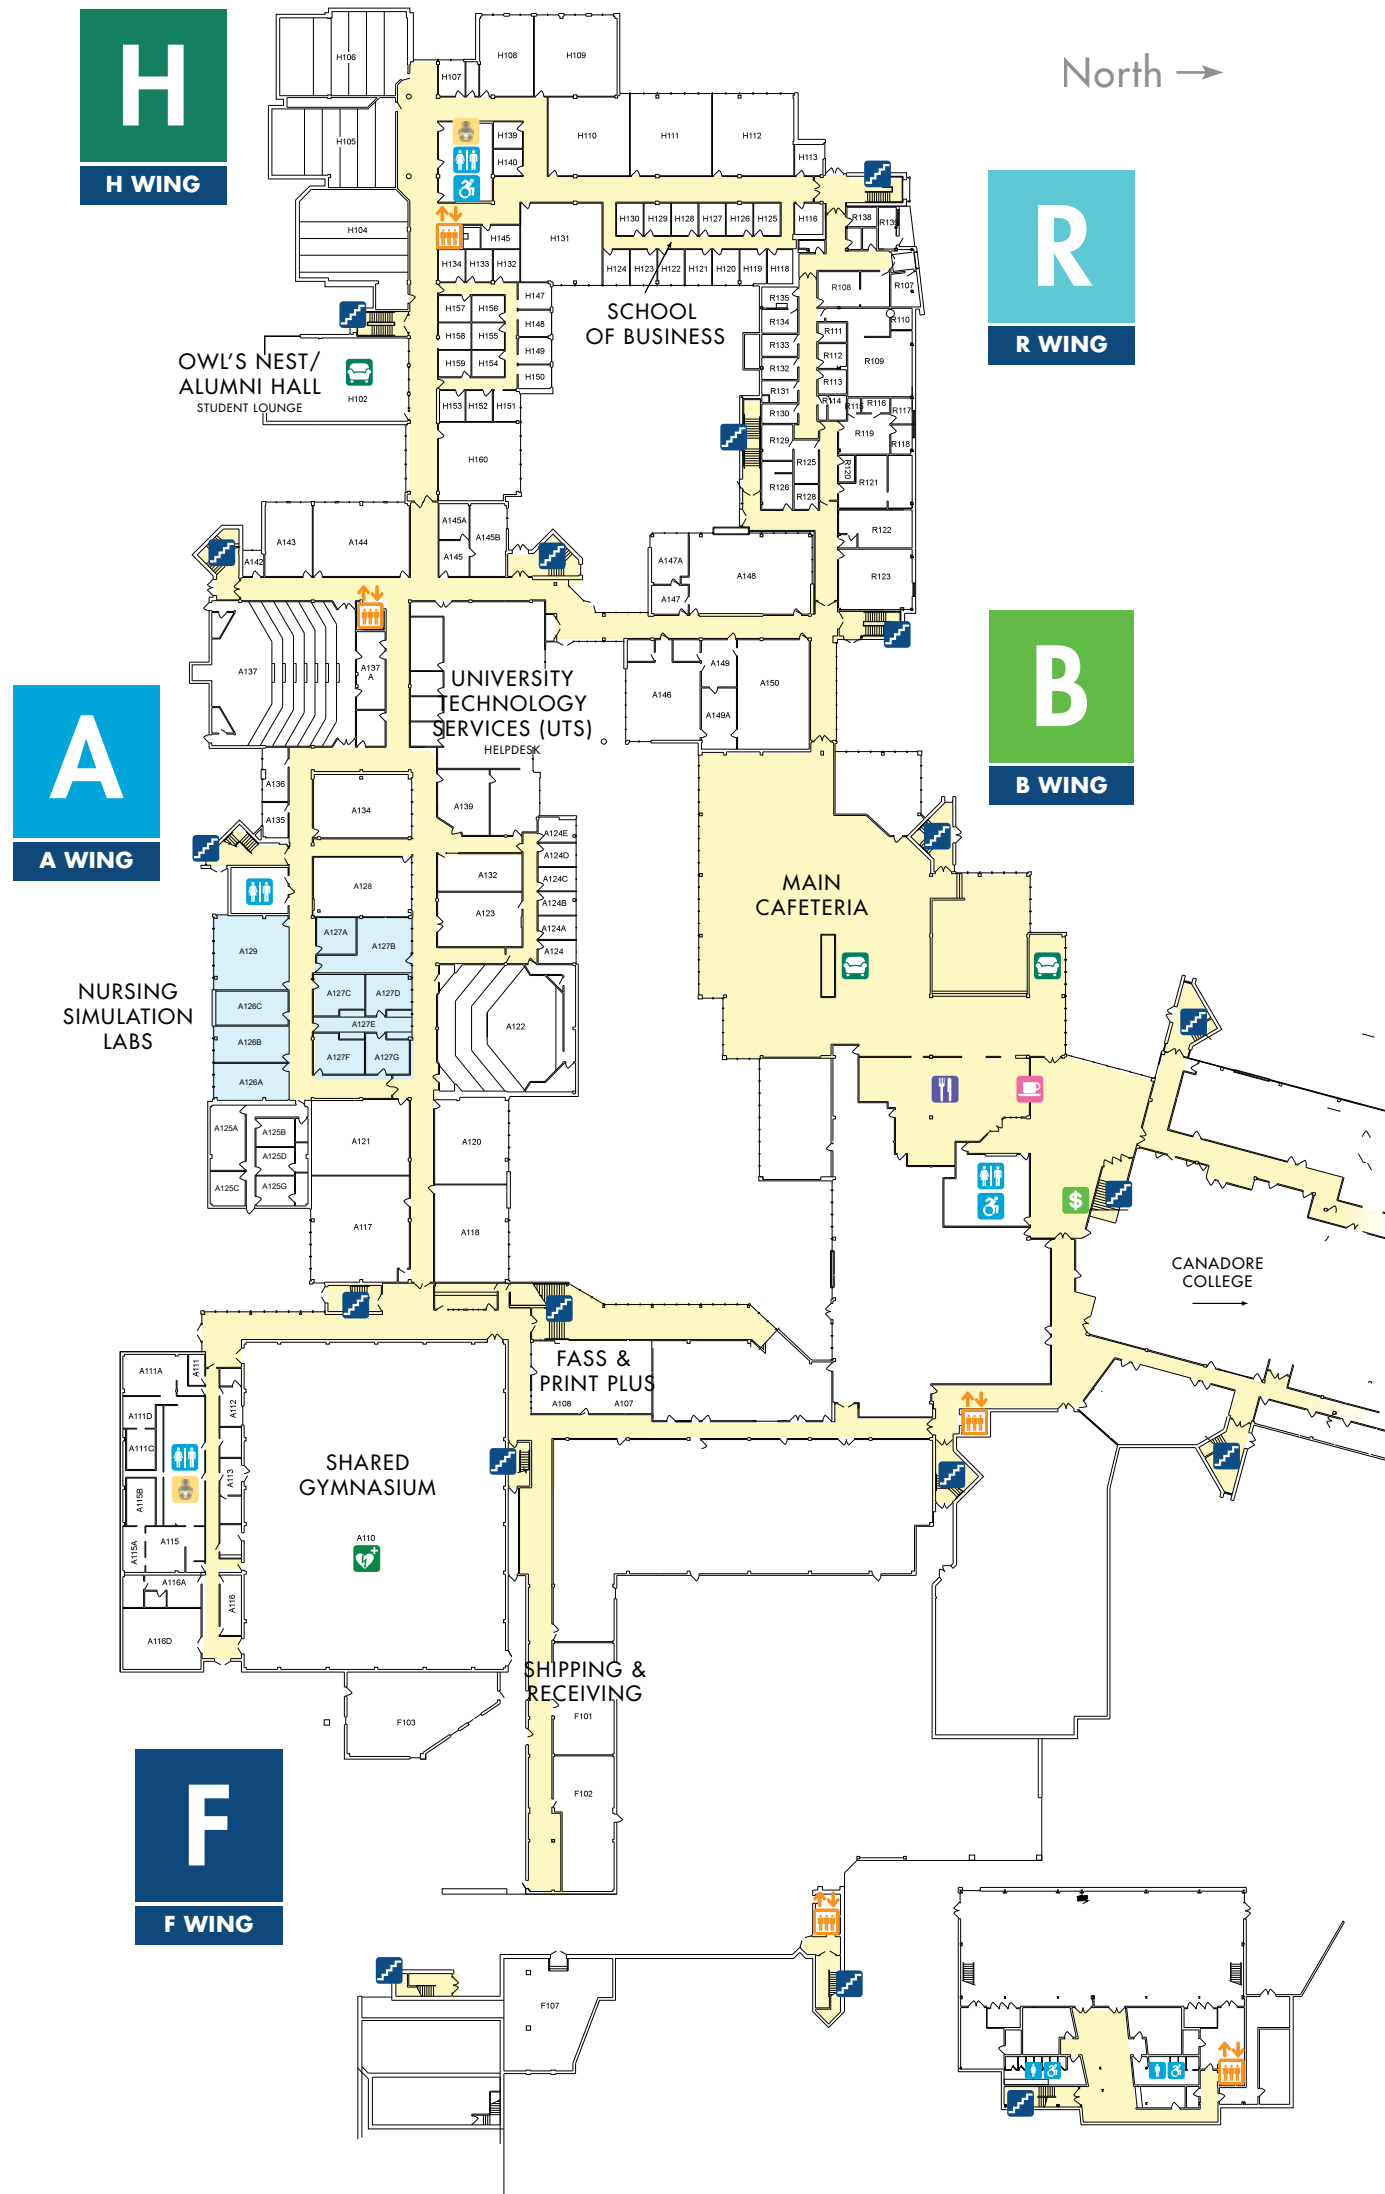 H
H WING
North
R
R WING
B
B WING
A
A WING
F
F WING
H106
H108
H109
H107
H105
H139
H140
H110
H111
H112
H113
H104
H145
H131
H130
H129
H128
H127
H126
H125
H116
H134
H133
H132
H124
H123
H122
H121
H120
H119
H118
R138
R139
R108
R107
SCHOOL
OF BUSINESS
H157
H156
H147
H158
H155
H148
H159
H154
H149
H150
H153
H152
H151
H160
OWL'S NEST/
ALUMNI HALL
STUDENT LOUNGE
H102
R135
R134
R133
R132
R131
R130
R129
R126
R125
R128
R110
R111
R112
R113
R114
R109
R115
R116
R117
R118
R119
R120
R121
R122
R123
A143
A144
A142
A145A
A145B
A145
A147A
A147
A148
A137
A137
A
UNIVERSITY
TECHNOLOGY
SERVICES (UTS)
HELPDESK
A146
A149
A149A
A150
A136
A135
A134
A139
A124E
A124D
A124C
A124B
A124A
A124
A128
A132
A123
A129
A127A
A127B
A127C
A127D
A127E
A127F
A127G
A126C
A126B
A126A
NURSING
SIMULATION
LABS
A122
MAIN
CAFETERIA
A125A
A125B
A125D
A125C
A125G
A121
A120
A117
A118
$
CANADORE
COLLEGE
FASS &
PRINT PLUS
A108
A107
A111A
A111
A112
A111D
A111C
A113
A115B
A115A
A115
A116A
A116
A116D
SHARED
GYMNASIUM
A110
SHIPPING &
RECEIVING
F103
F101
F102
F107